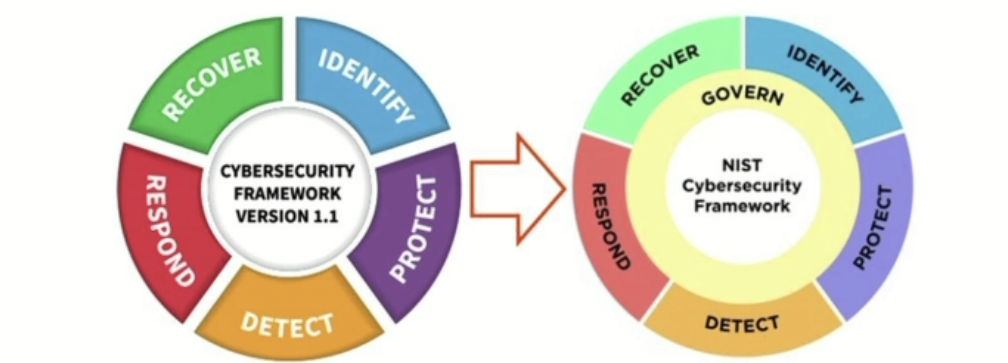 RECOVER
IDENTIFY
PROTECT
DETECT
RESPOND
CYBERSECURITY
FRAMEWORK
VERSION 1.1
RECOVER
IDENTIFY
PROTECT
DETECT
RESPOND
GOVERN
NIST
Cybersecurity
Framework